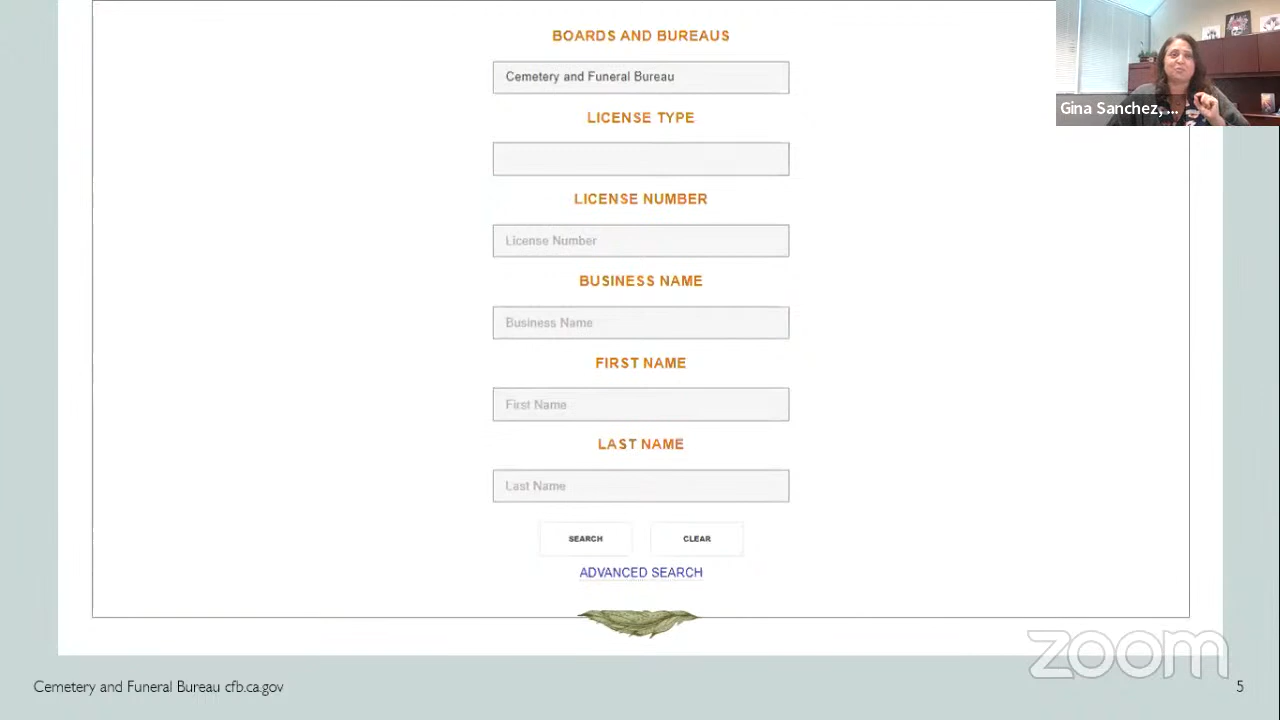 BOARDS AND BUREAUS
Cemetery and Funeral Bureau
LICENSE TYPE
LICENSE NUMBER
License Number
BUSINESS NAME
Business Name
FIRST NAME
First Name
LAST NAME
Last Name
SEARCH CLEAR
ADVANCED SEARCH
Gina Sanchez, ...
zoom
Cemetery and Funeral Bureau cfb.ca.gov
5